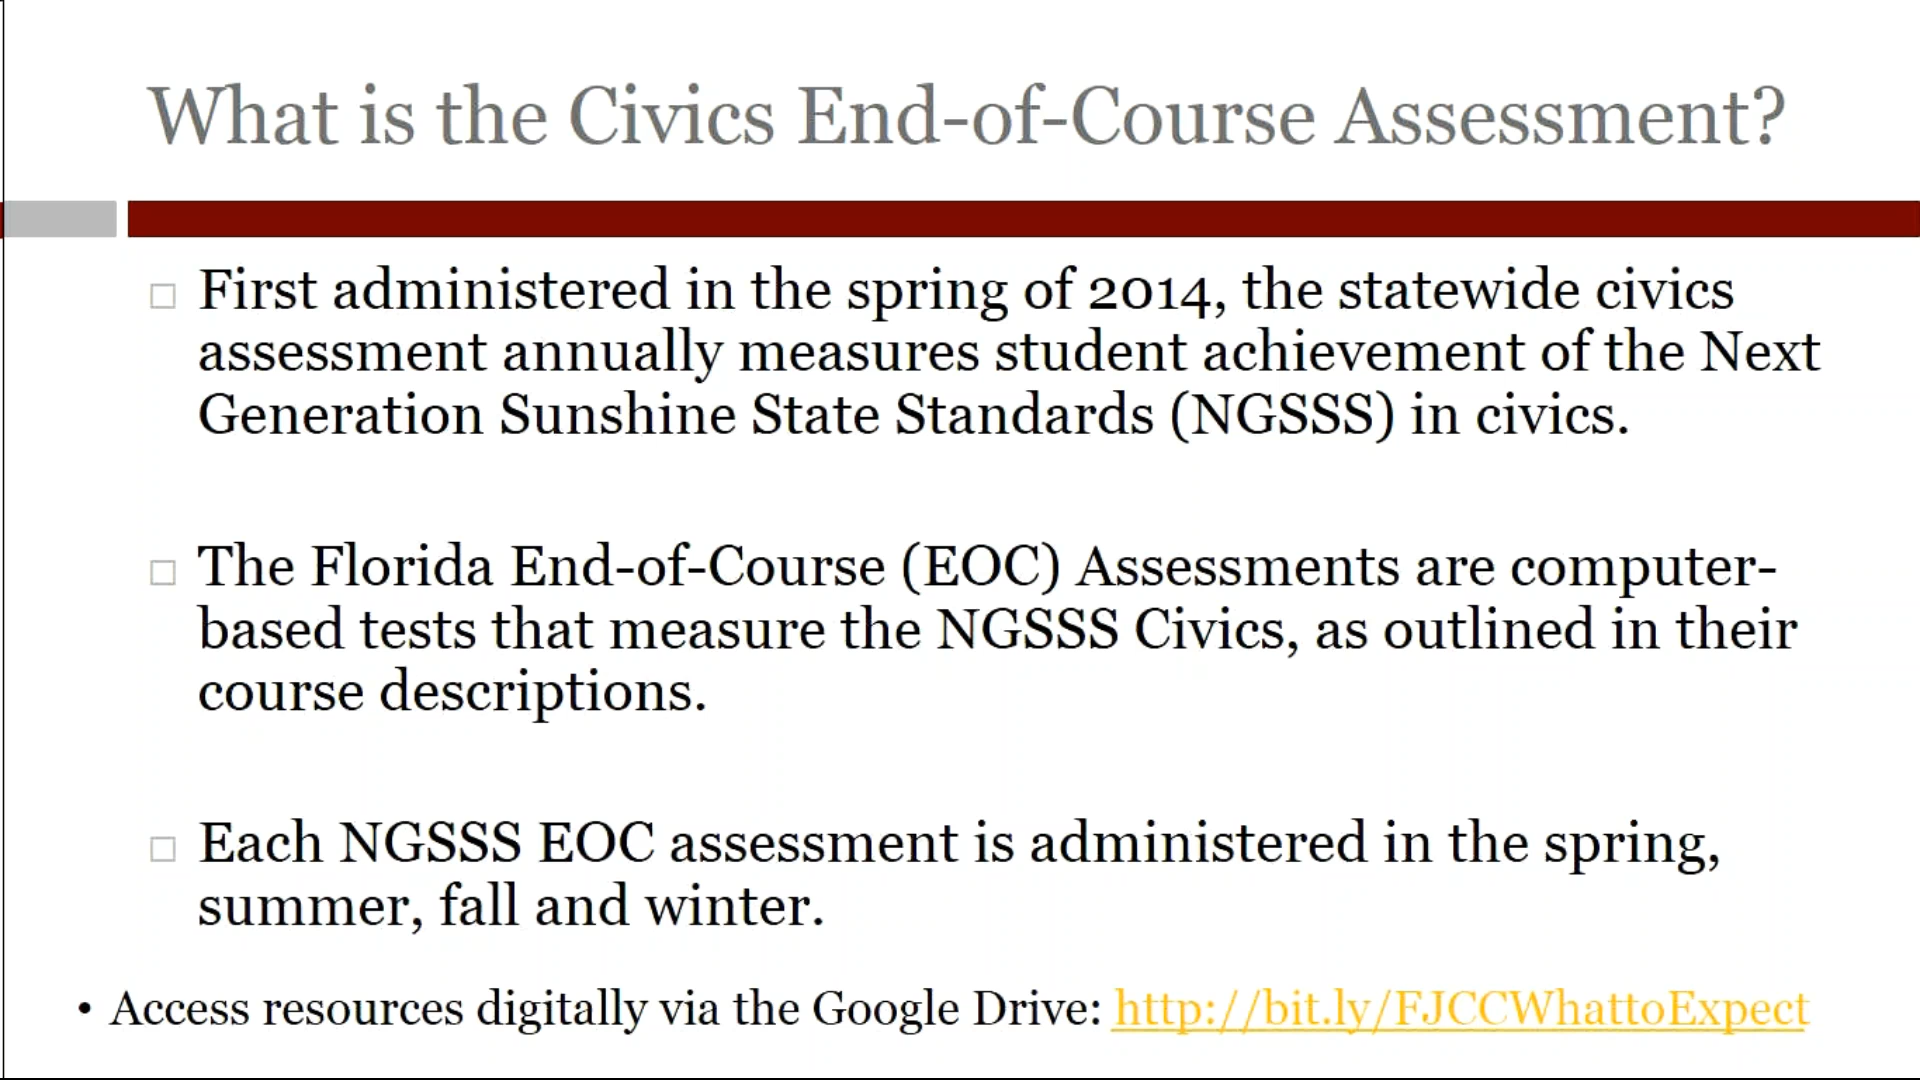 What is the Civics End-of-Course Assessment?
First administered in the spring of 2014, the statewide civics
assessment annually measures student achievement of the Next
Generation Sunshine State Standards (NGSSS) in civics.
The Florida End-of-Course (EOC) Assessments are computer-
based tests that measure the NGSSS Civics, as outlined in their
course descriptions.
Each NGSSS EOC assessment is administered in the spring,
summer, fall and winter.
• Access resources digitally via the Google Drive: http://bit.ly/FJCCWhattoExpect